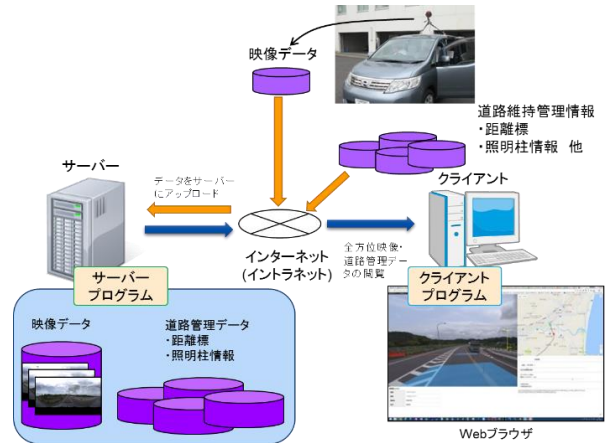 映像データ
道路維持管理情報
・距離標
・照明柱情報 他
サーバー
データをサーバー
にアップロード
クライアント
インターネット
(イントラネット)
全方位映像・
道路管理デー
タの閲覧
サーバー
プログラム
クライアント
プログラム
映像データ
道路管理データ
・距離標
・照明柱情報
Webブラウザ